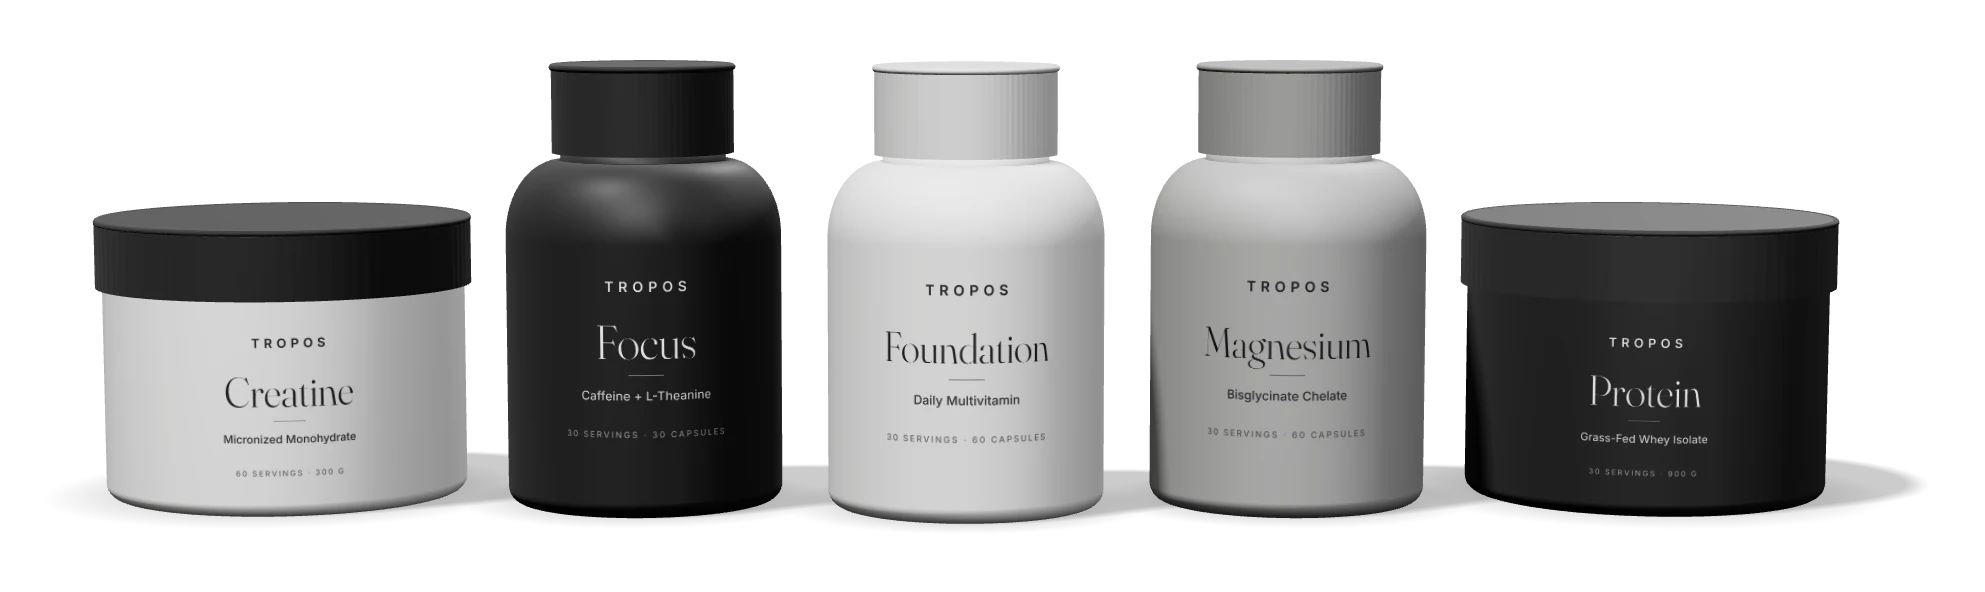 TROPOS
Creatine
Micronized Monohydrate
60 SERVINGS · 300 G
TROPOS
Focus
Caffeine + L-Theanine
30 SERVINGS · 30 CAPSULES
TROPOS
Foundation
Daily Multivitamin
30 SERVINGS · 60 CAPSULES
TROPOS
Magnesium
Bisglycinate Chelate
30 SERVINGS · 60 CAPSULES
TROPOS
Protein
Grass-Fed Whey Isolate
30 SERVINGS · 900 G